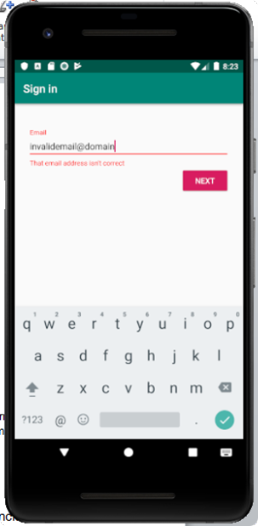 8:23
Sign in
Email
invalidemail@domain
That email address isn't correct
NEXT
1 2 3 4 5 6 7 8 9 0
q w e r t y u i o p
a s d f g h j k l
z x c v b n m
?123 @ .